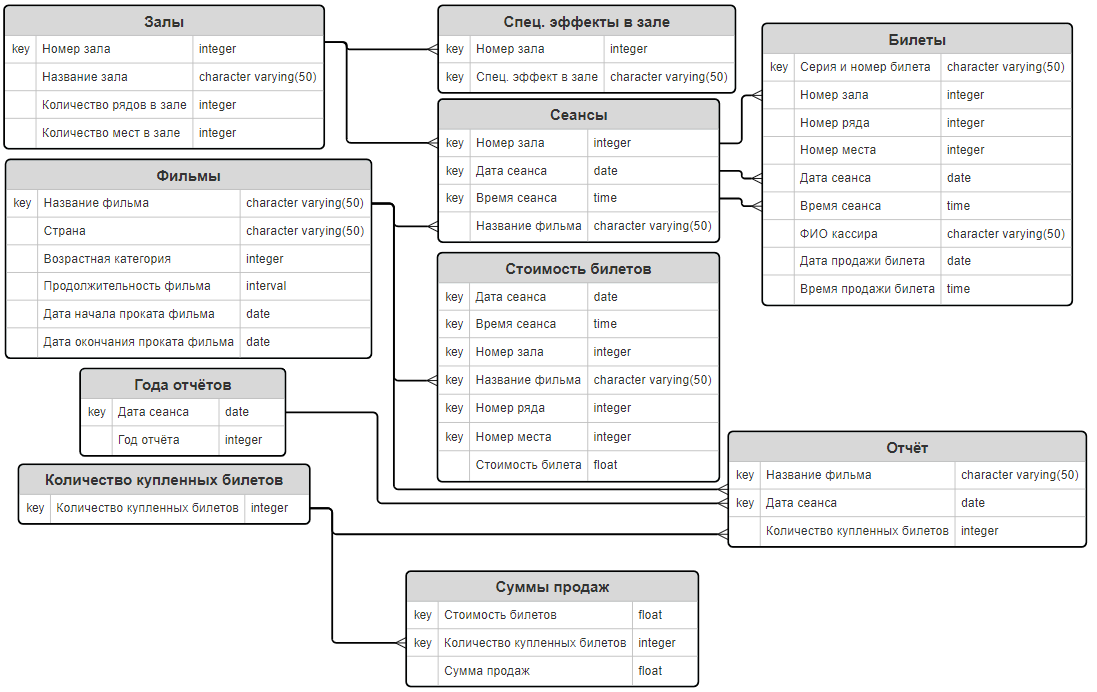 Залы
key Номер зала integer
Название зала character varying(50)
Количество рядов в зале integer
Количество мест в зале integer
Фильмы
key Название фильма character varying(50)
Страна character varying(50)
Возрастная категория integer
Продолжительность фильма interval
Дата начала проката фильма date
Дата окончания проката фильма date
Года отчётов
key Дата сеанса date
Год отчёта integer
Количество купленных билетов
key Количество купленных билетов integer
Спец. эффекты в зале
key Номер зала integer
key Спец. эффект в зале character varying(50)
Сеансы
key Номер зала integer
key Дата сеанса date
key Время сеанса time
Название фильма character varying(50)
Стоимость билетов
key Дата сеанса date
key Время сеанса time
key Номер зала integer
key Название фильма character varying(50)
key Номер ряда integer
key Номер места integer
Стоимость билета float
Суммы продаж
key Стоимость билетов float
key Количество купленных билетов integer
Сумма продаж float
Билеты
key Серия и номер билета character varying(50)
Номер зала integer
Номер ряда integer
Номер места integer
Дата сеанса date
Время сеанса time
ФИО кассира character varying(50)
Дата продажи билета date
Время продажи билета time
Отчёт
key Название фильма character varying(50)
key Дата сеанса date
Количество купленных билетов integer